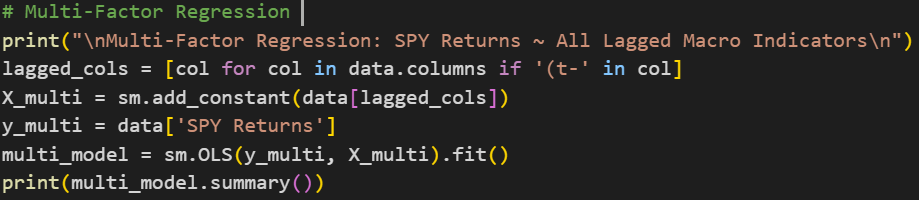 # Multi-Factor Regression
print("\nMulti-Factor Regression: SPY Returns ~ All Lagged Macro Indicators\n")
lagged_cols = [col for col in data.columns if '(t-' in col]
X_multi = sm.add_constant(data[lagged_cols])
y_multi = data['SPY Returns']
multi_model = sm.OLS(y_multi, X_multi).fit()
print(multi_model.summary())